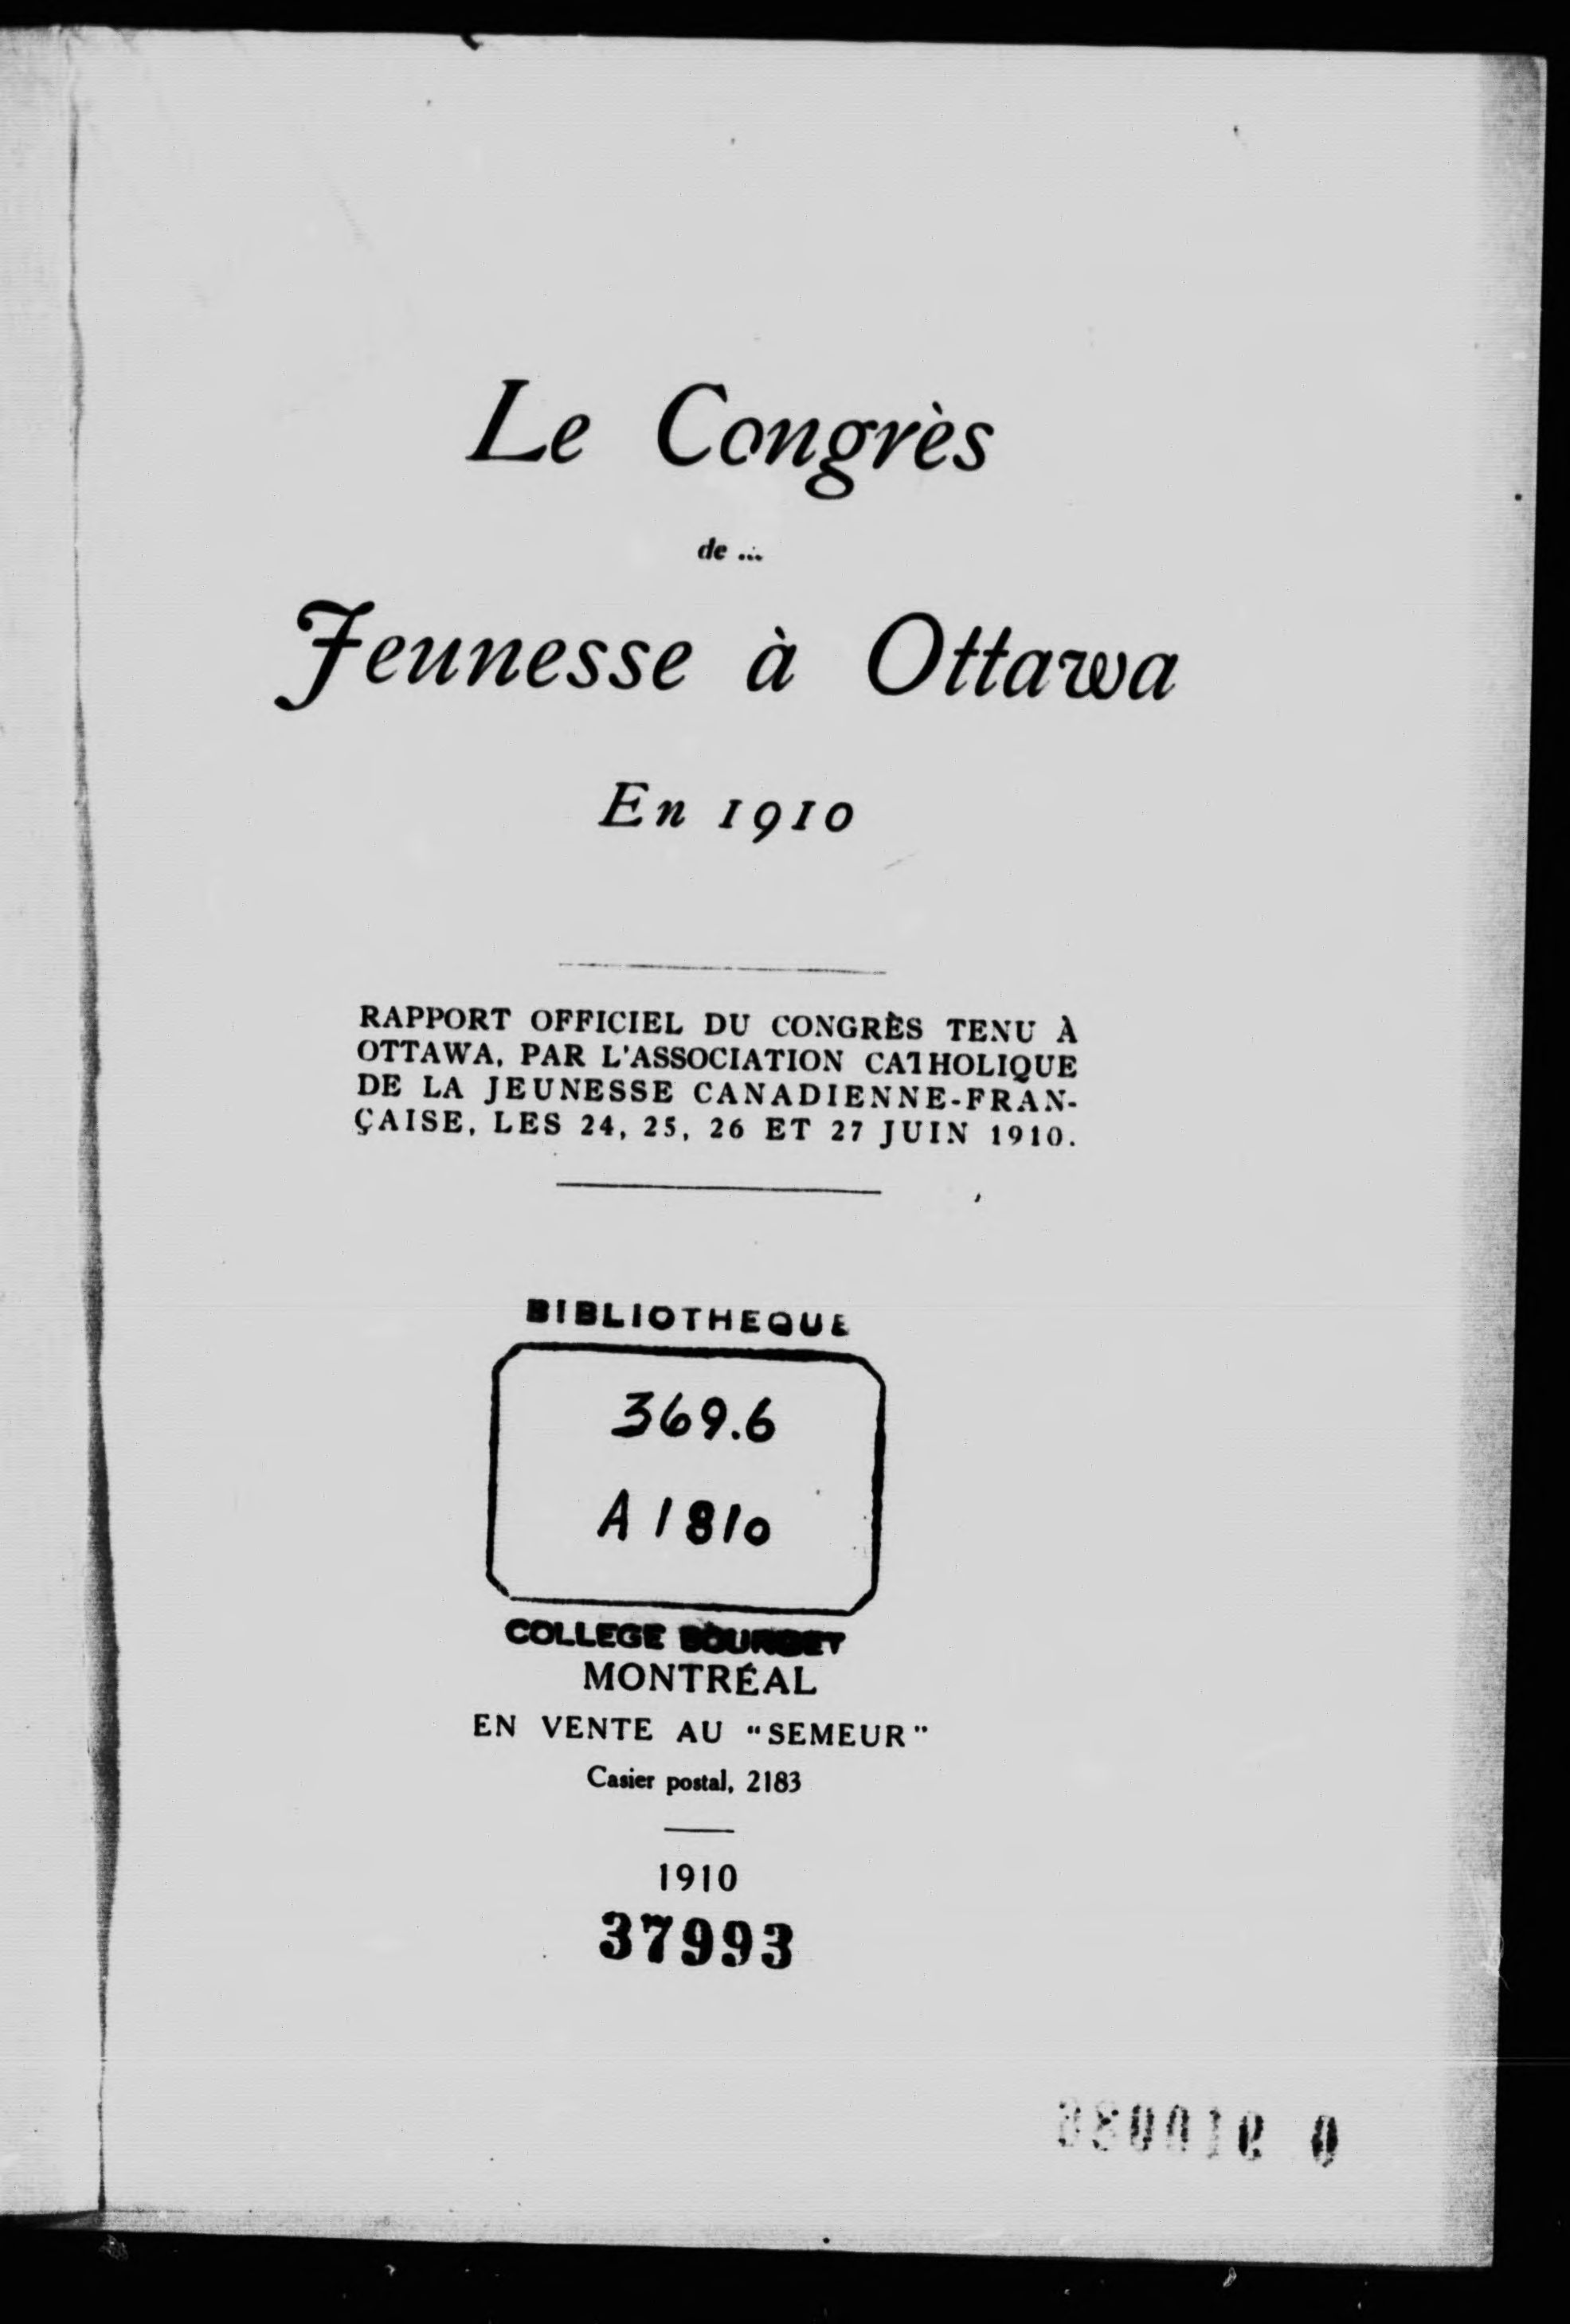 Le Congrès
de ...
Jeunesse à Ottawa
En 1910
RAPPORT OFFICIEL DU CONGRÈS TENU À
OTTAWA, PAR L'ASSOCIATION CATHOLIQUE
DE LA JEUNESSE CANADIENNE-FRAN-
ÇAISE, LES 24, 25, 26 ET 27 JUIN 1910.
BIBLIOTHEQUE
369.6
A1810
COLLEGE BOURGET
MONTRÉAL
EN VENTE AU "SEMEUR"
Casier postal, 2183
1910
37993